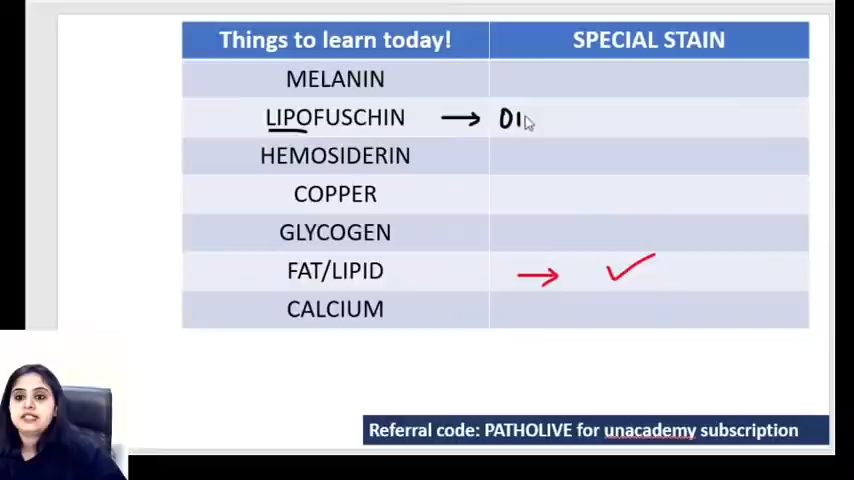 Things to learn today! SPECIAL STAIN
MELANIN
LIPOFUSCHIN → DI
HEMOSIDERIN
COPPER
GLYCOGEN
FAT/LIPID → ✓
CALCIUM
Referral code: PATHOLIVE for unacademy subscription